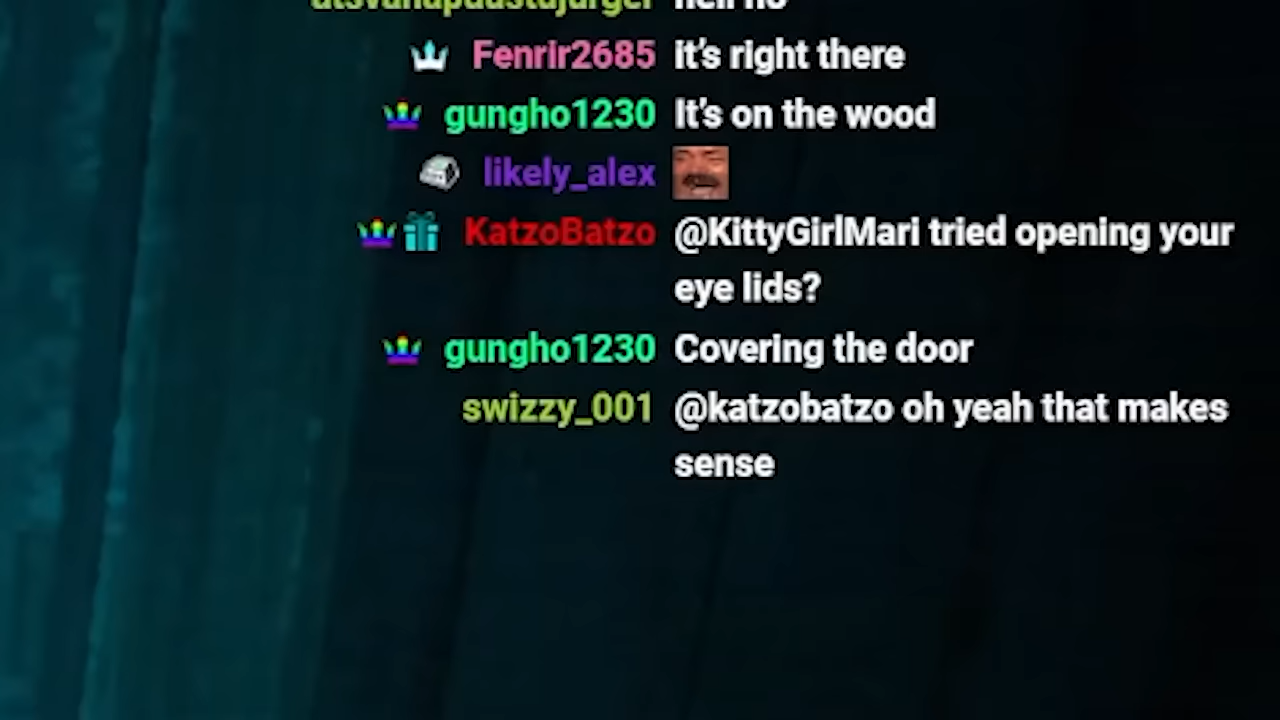 Fenrir2685 it's right there
gungho1230 It's on the wood
likely_alex
KatzoBatzo @KittyGirlMari tried opening your
eye lids?
gungho1230 Covering the door
swizzy_001 @katzobatzo oh yeah that makes
sense